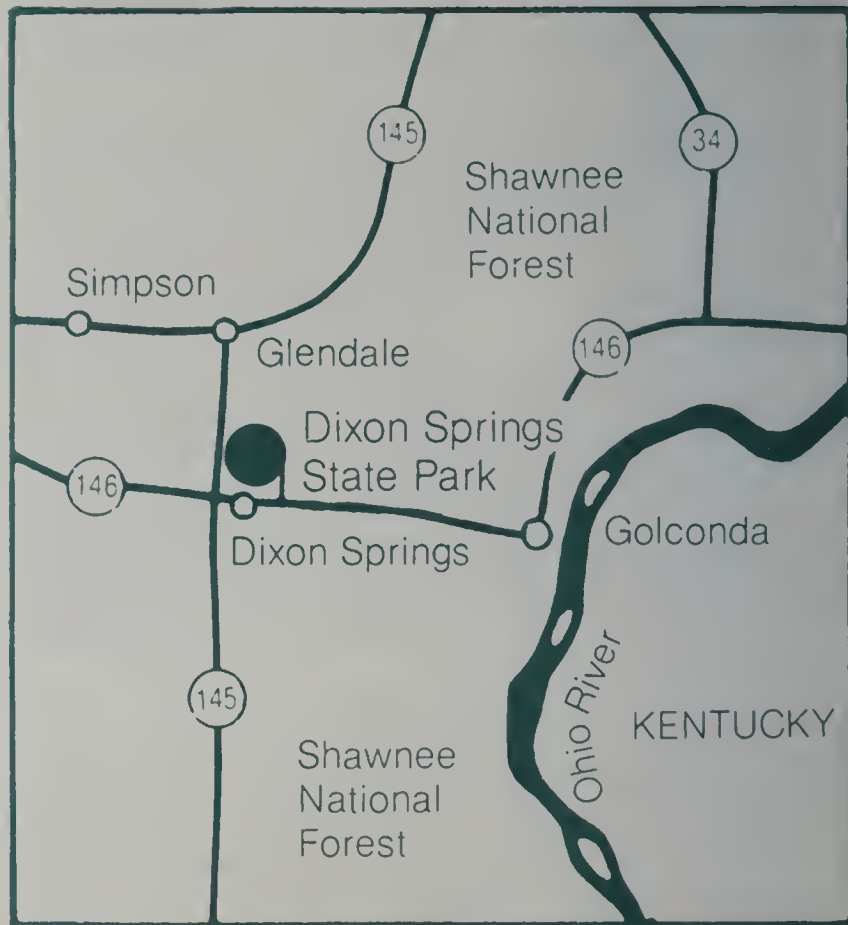 145
34
Shawnee
National
Forest
Simpson
Glendale
146
Dixon Springs
State Park
146
Dixon Springs
Golconda
145
Ohio River
KENTUCKY
Shawnee
National
Forest